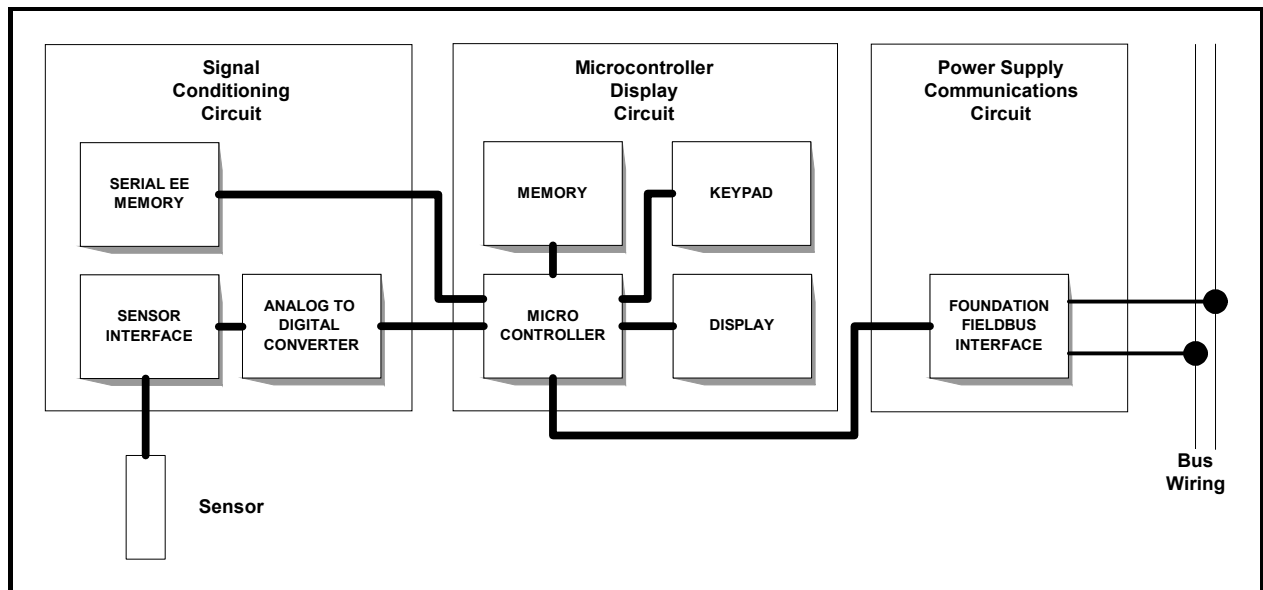 Signal
Conditioning
Circuit
SERIAL EE
MEMORY
SENSOR
INTERFACE
ANALOG TO
DIGITAL
CONVERTER
Sensor
Microcontroller
Display
Circuit
MEMORY
KEYPAD
MICRO
CONTROLLER
DISPLAY
Power Supply
Communications
Circuit
FOUNDATION
FIELDBUS
INTERFACE
Bus
Wiring